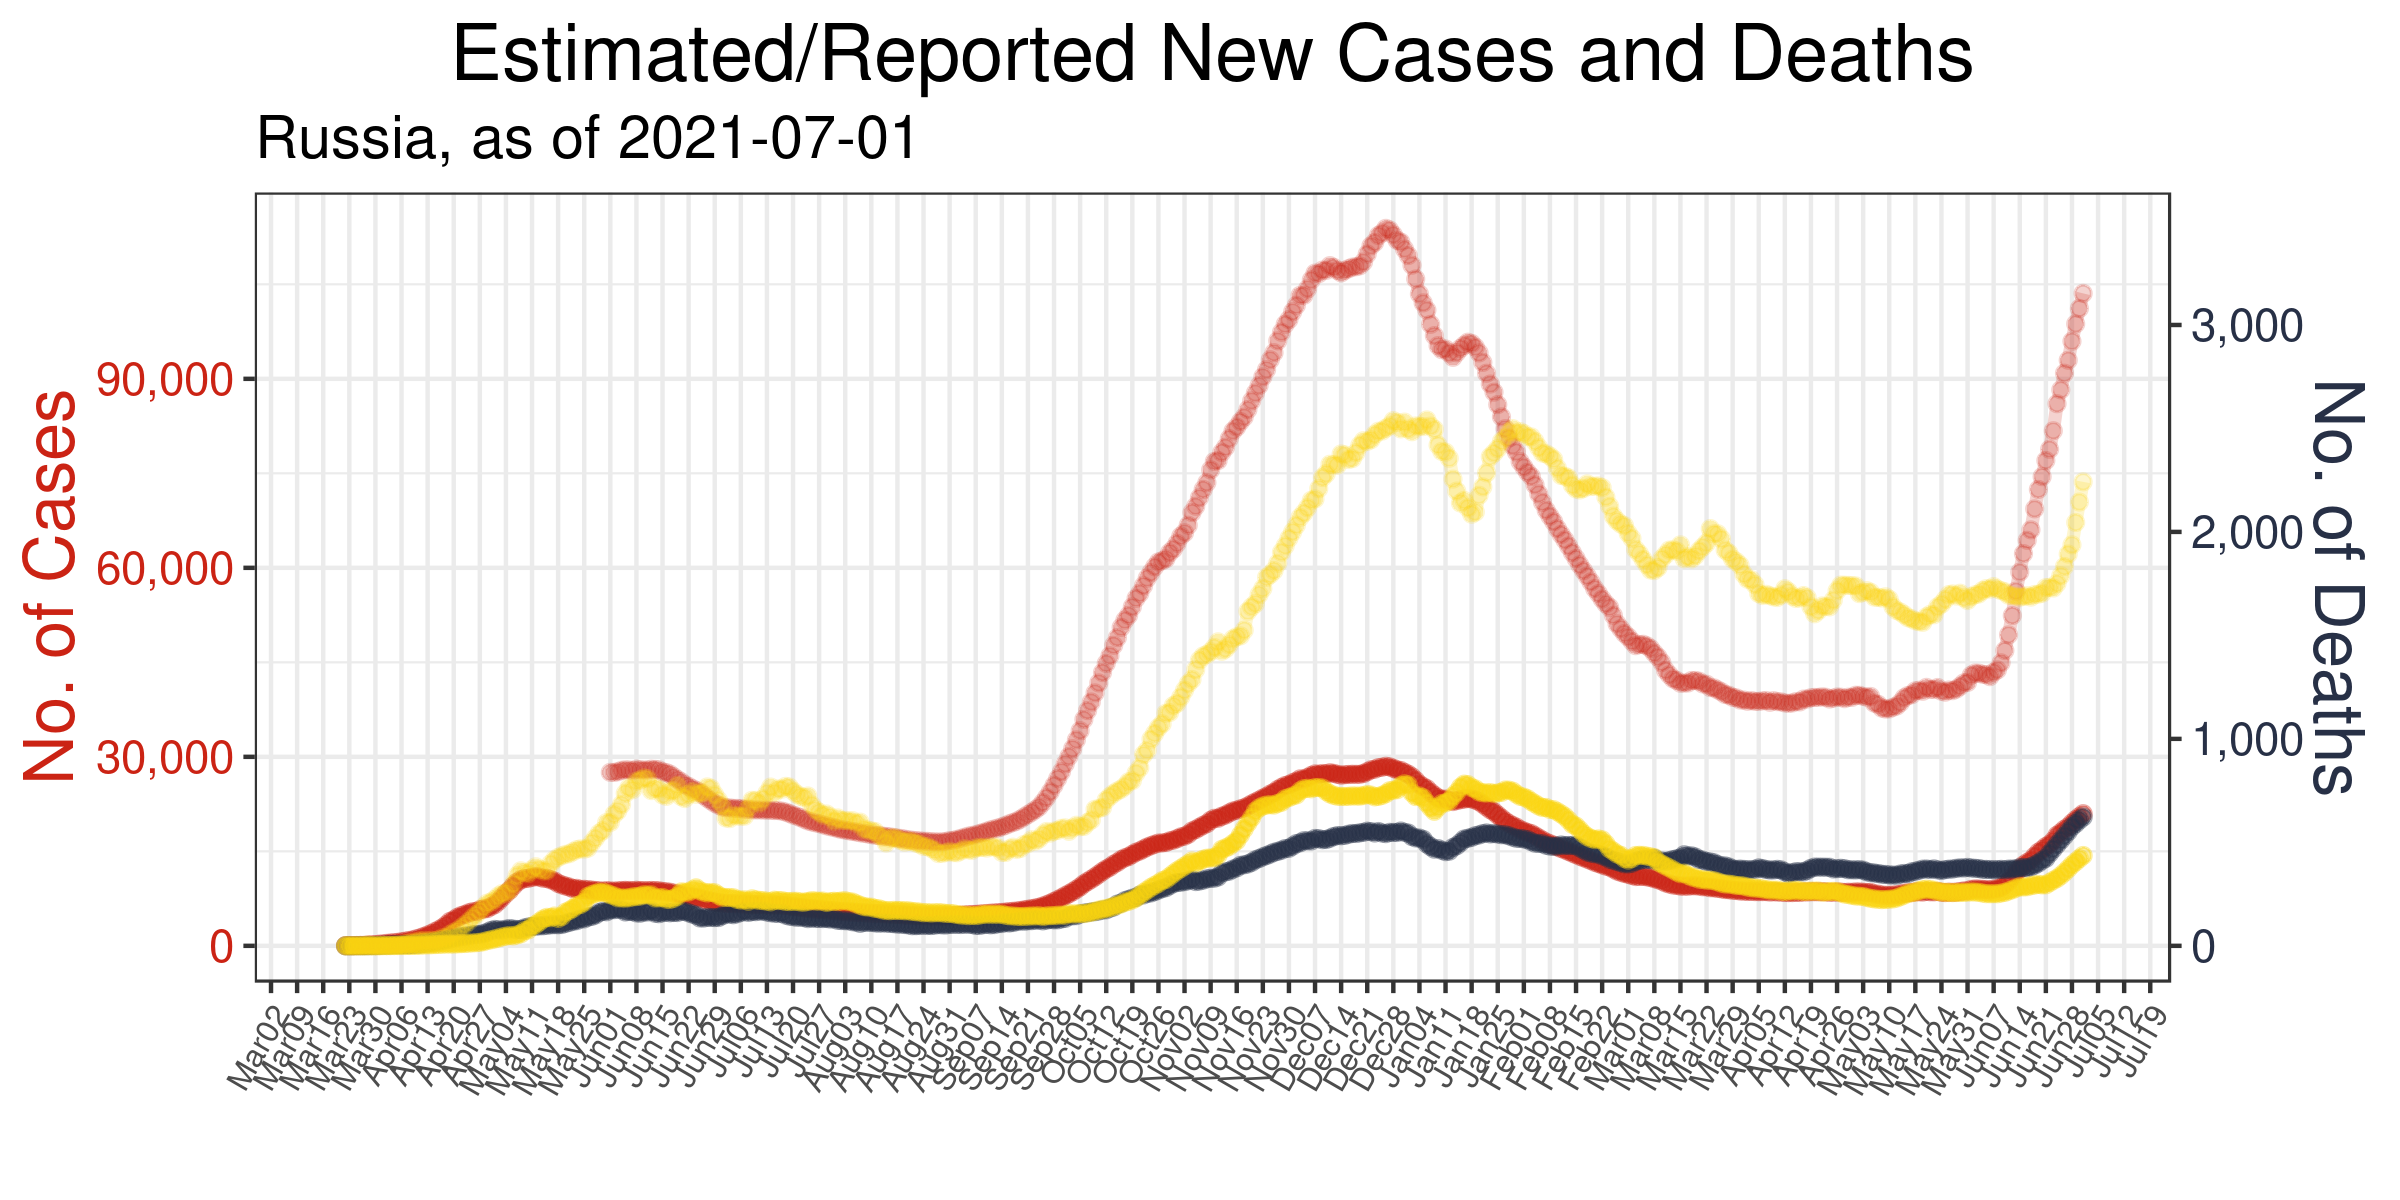 Estimated/Reported New Cases and Deaths
Russia, as of 2021-07-01
No. of Cases
90,000
60,000
30,000
0
3,000
2,000
1,000
0
No. of Deaths
Mar02
Mar09
Mar16
Mar23
Mar30
Apr06
Apr13
Apr20
Apr27
May04
May11
May18
May25
Jun01
Jun08
Jun15
Jun22
Jun29
Jul06
Jul13
Jul20
Jul27
Aug03
Aug10
Aug17
Aug24
Aug31
Sep07
Sep14
Sep21
Sep28
Oct05
Oct12
Oct19
Oct26
Nov02
Nov09
Nov16
Nov23
Nov30
Dec07
Dec14
Dec21
Dec28
Jan04
Jan11
Jan18
Jan25
Feb01
Feb08
Feb15
Feb22
Mar01
Mar08
Mar15
Mar22
Mar29
Apr05
Apr12
Apr19
Apr26
May03
May10
May17
May24
May31
Jun07
Jun14
Jun21
Jun28
Jul05
Jul12
Jul19